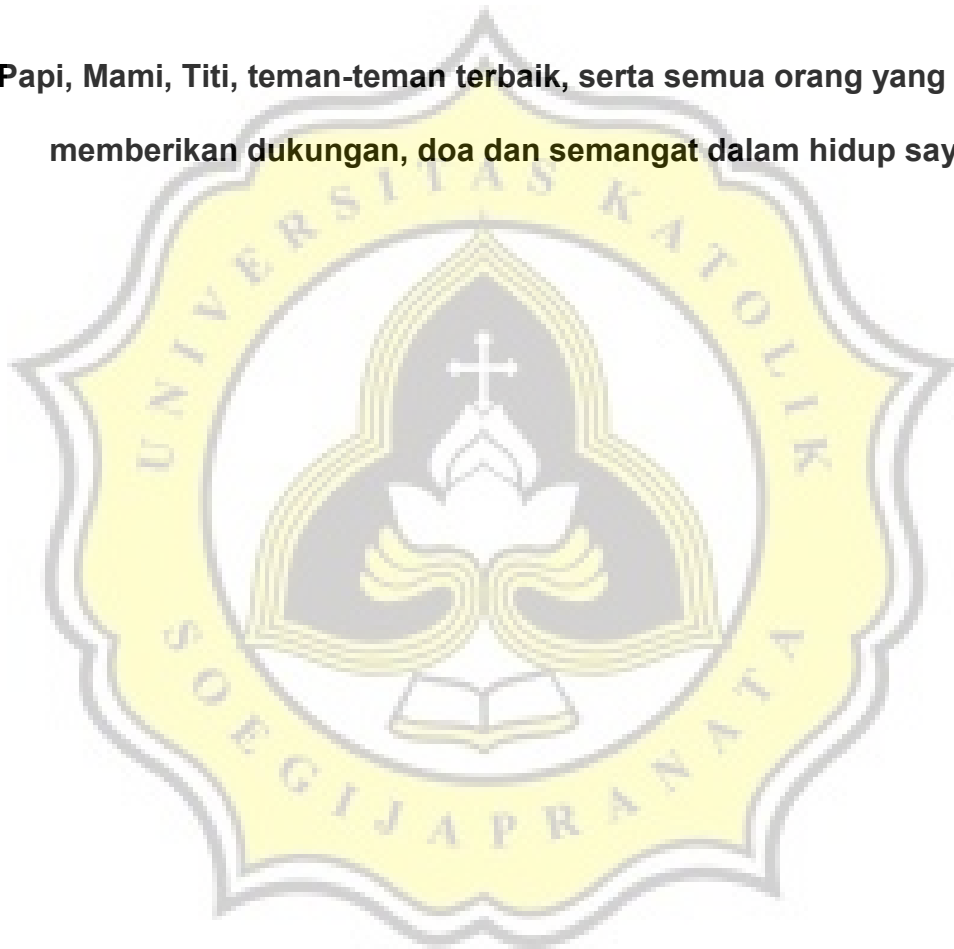 Papi, Mami, Titi, teman-teman terbaik, serta semua orang yang
memberikan dukungan, doa dan semangat dalam hidup say
UNIVERSITAS KATOLIK
SOEGIJAPRANATA